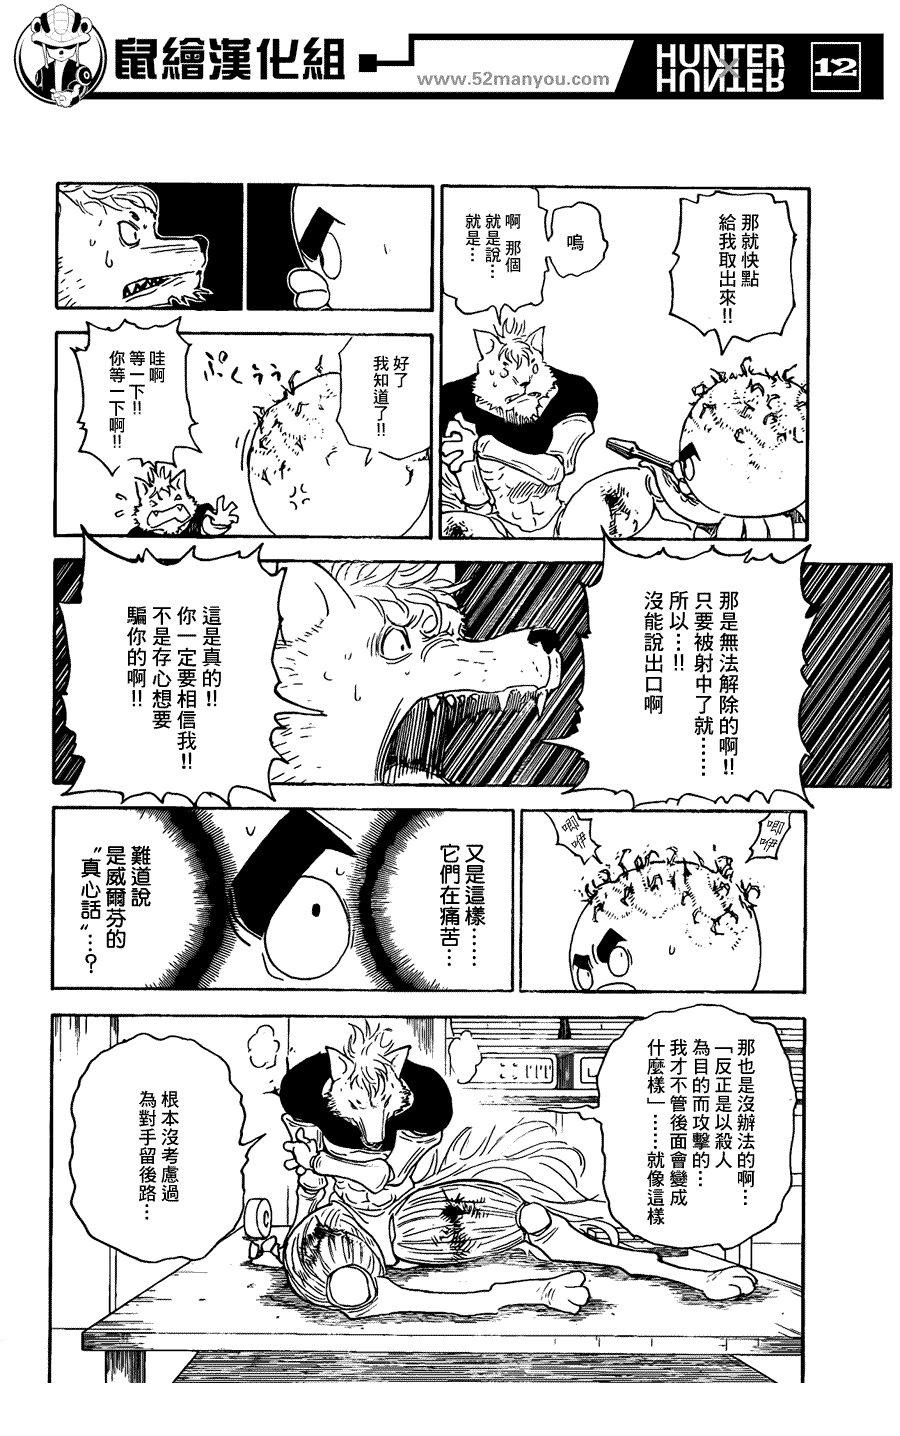 鼠繪漢化組
www.52manyou.com
HUNTER
×
HUNTER
12
那就快點
給我取出來!!
嗚
啊 那個
就是說…
就是…
好了
我知道了!!
ぷくぅぅ
哇啊
等一下!!
你等一下啊!!
那是無法解除的啊!!
只要被射中了就……
所以…!!
沒能說出口啊
這是真的!!
你一定要相信我!!
不是存心想要
騙你的啊!!
唧咿
唧咿
又是這樣……
它們在痛苦…
難道說
是威爾芬的
〝真心話〞…?
那也是沒辦法的啊…
「反正是以殺人
為目的而攻擊的…
我才不管後面會變成
什麼樣」……就像這樣
根本沒考慮過
為對手留後路…